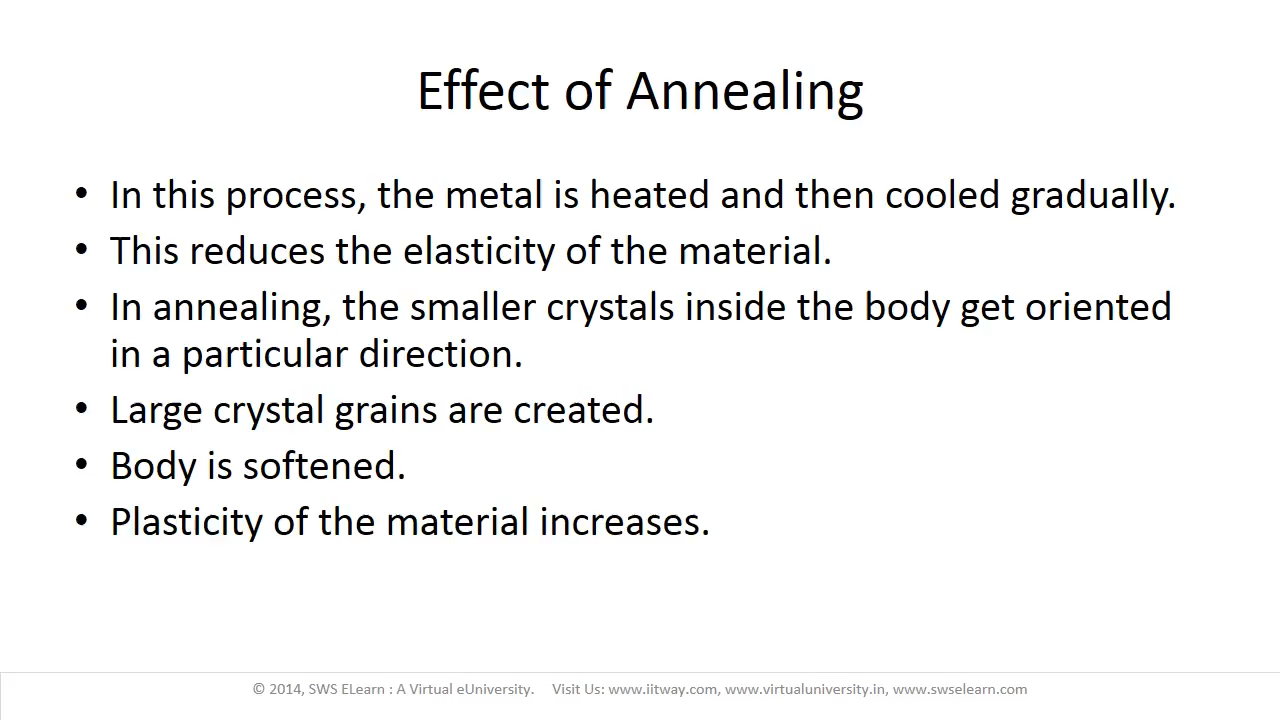 Effect of Annealing
• In this process, the metal is heated and then cooled gradually.
• This reduces the elasticity of the material.
• In annealing, the smaller crystals inside the body get oriented
in a particular direction.
• Large crystal grains are created.
• Body is softened.
• Plasticity of the material increases.
© 2014, SWS ELearn : A Virtual eUniversity. Visit Us: www.iitway.com, www.virtualuniversity.in, www.swselearn.com